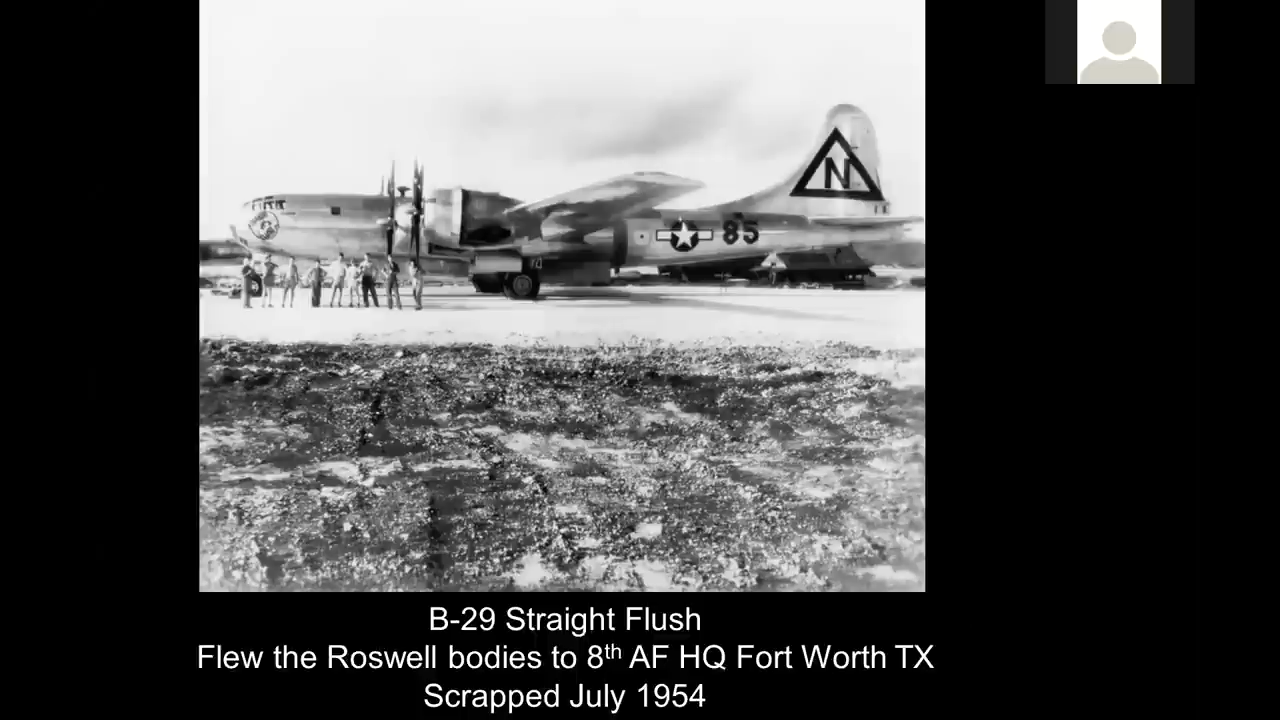 N
85
B-29 Straight Flush
Flew the Roswell bodies to 8th AF HQ Fort Worth TX
Scrapped July 1954